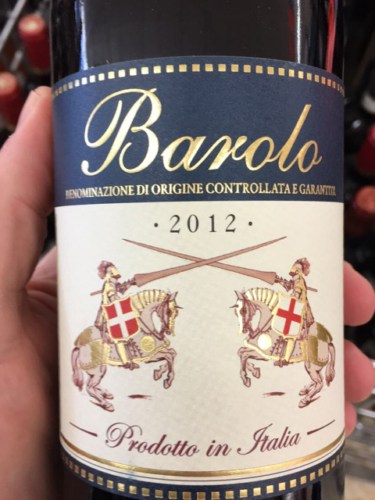 Barolo
DENOMINAZIONE DI ORIGINE CONTROLLATA E GARANTITA
· 2012 ·
Prodotto in Italia